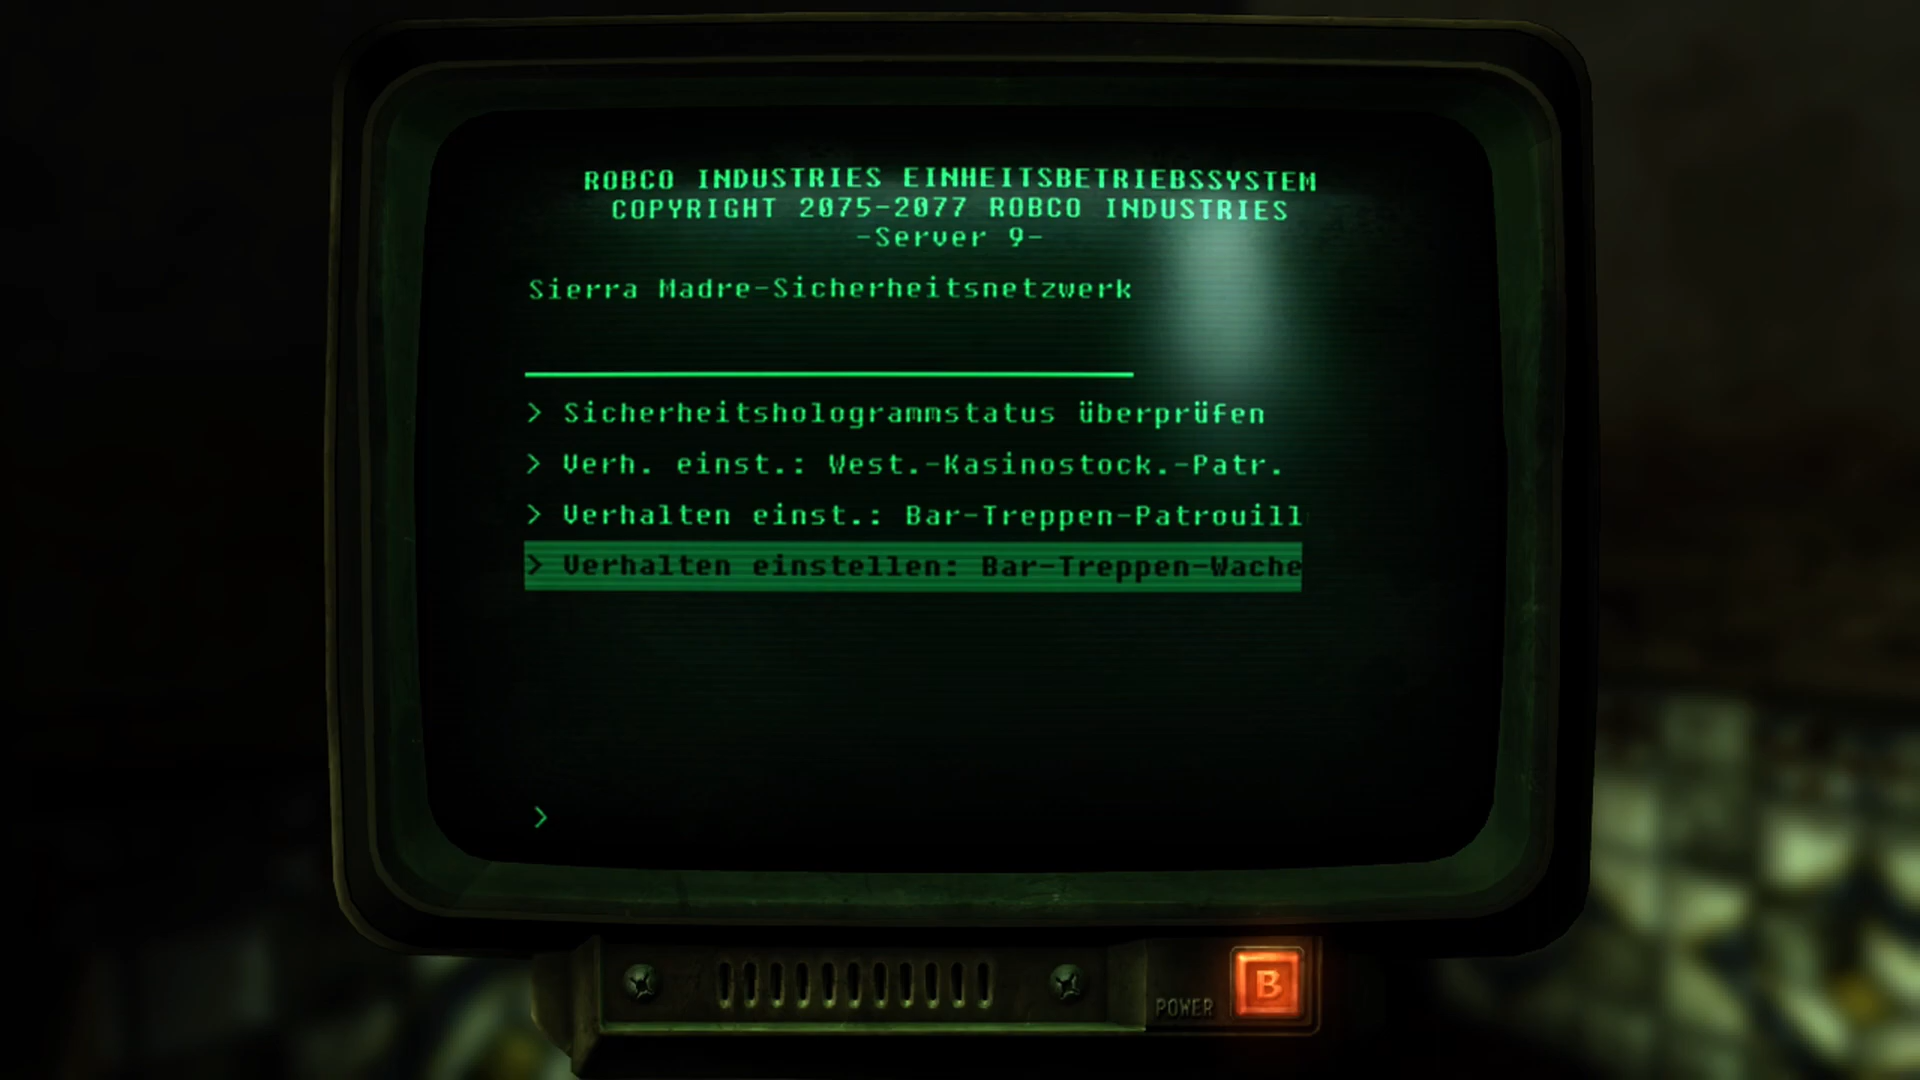 ROBCO INDUSTRIES EINHEITSBETRIEBSSYSTEM
COPYRIGHT 2075-2077 ROBCO INDUSTRIES
-Server 9-
Sierra Madre-Sicherheitsnetzwerk
> Sicherheitshologrammstatus überprüfen
> Verh. einst.: West.-Kasinostock.-Patr.
> Verhalten einst.: Bar-Treppen-Patrouill
> Verhalten einstellen: Bar-Treppen-Wache
>
POWER B